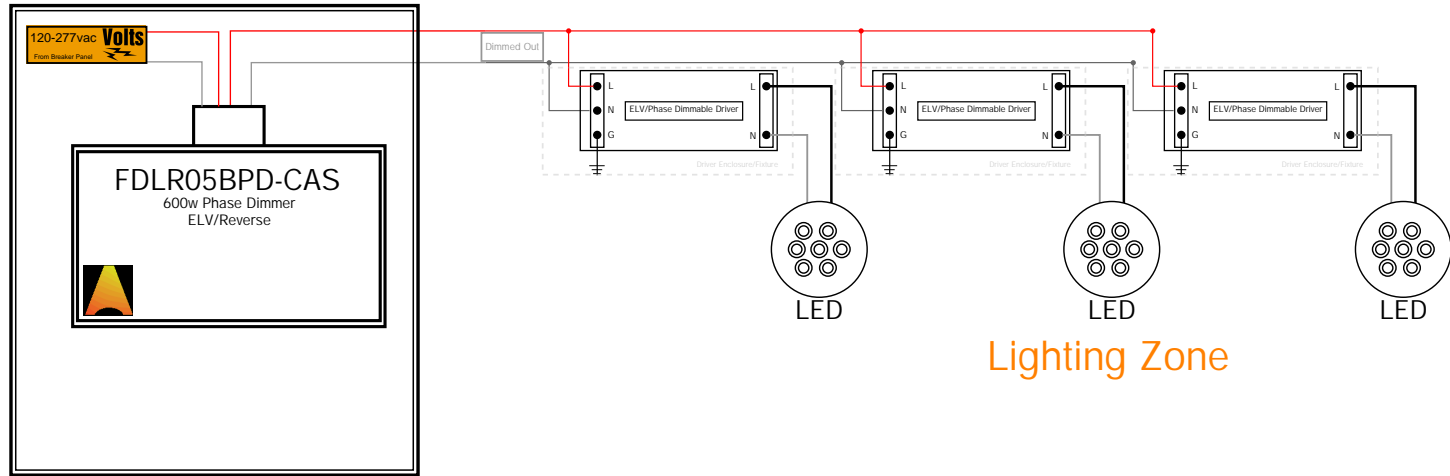 120-277vac Volts
From Breaker Panel
FDLR05BPD-CAS
600w Phase Dimmer
ELV/Reverse
Dimmed Out
L
N
G
ELV/Phase Dimmable Driver
L
N
Driver Enclosure/Fixture
LED
L
N
G
ELV/Phase Dimmable Driver
L
N
Driver Enclosure/Fixture
LED
L
N
G
ELV/Phase Dimmable Driver
L
N
Driver Enclosure/Fixture
LED
Lighting Zone